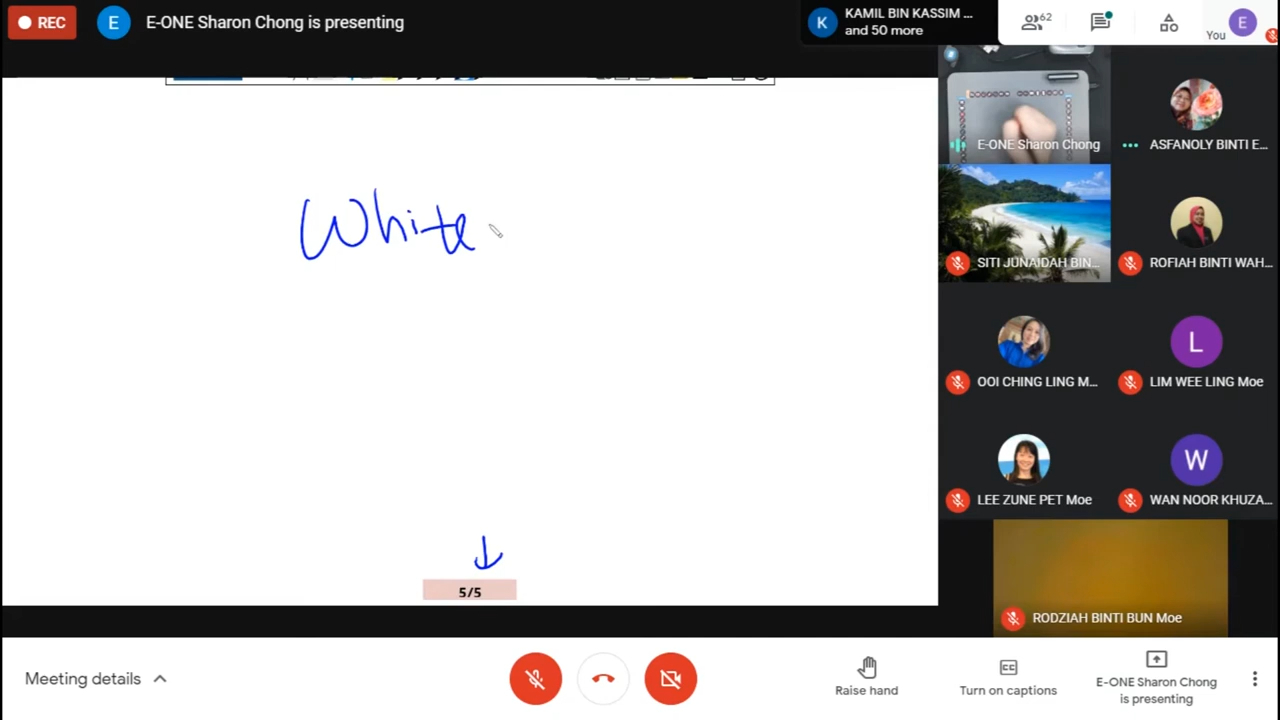 REC
E
E-ONE Sharon Chong is presenting
K
KAMIL BIN KASSIM ...
and 50 more
62
You
E
E-ONE Sharon Chong
ASFANOLY BINTI E...
White
SITI JUNAIDAH BIN...
ROFIAH BINTI WAH...
OOI CHING LING M...
L
LIM WEE LING Moe
LEE ZUNE PET Moe
W
WAN NOOR KHUZA...
5/5
RODZIAH BINTI BUN Moe
Meeting details
Raise hand
Turn on captions
E-ONE Sharon Chong
is presenting